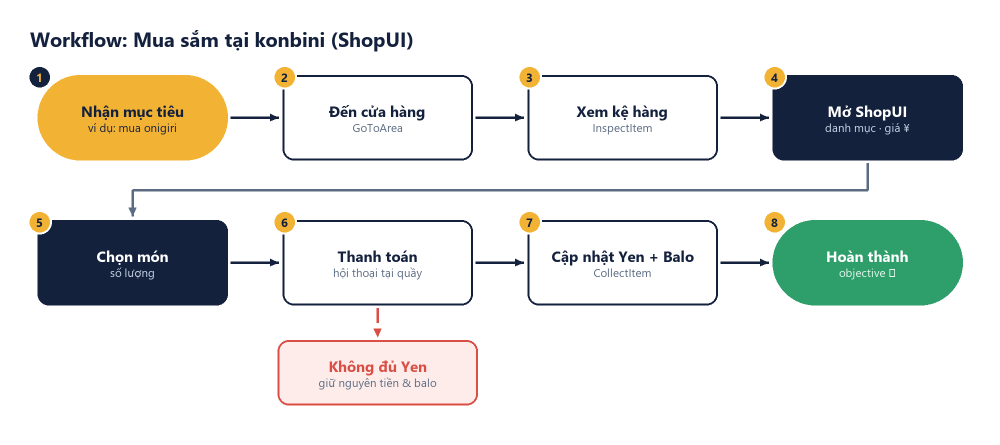 Workflow: Mua sắm tại konbini (ShopUI)
1
Nhận mục tiêu
ví dụ: mua onigiri
2
Đến cửa hàng
GoToArea
3
Xem kệ hàng
InspectItem
4
Mở ShopUI
danh mục · giá ¥
5
Chọn món
số lượng
6
Thanh toán
hội thoại tại quầy
7
Cập nhật Yen + Balo
CollectItem
8
Hoàn thành
objective
Không đủ Yen
giữ nguyên tiền & balo